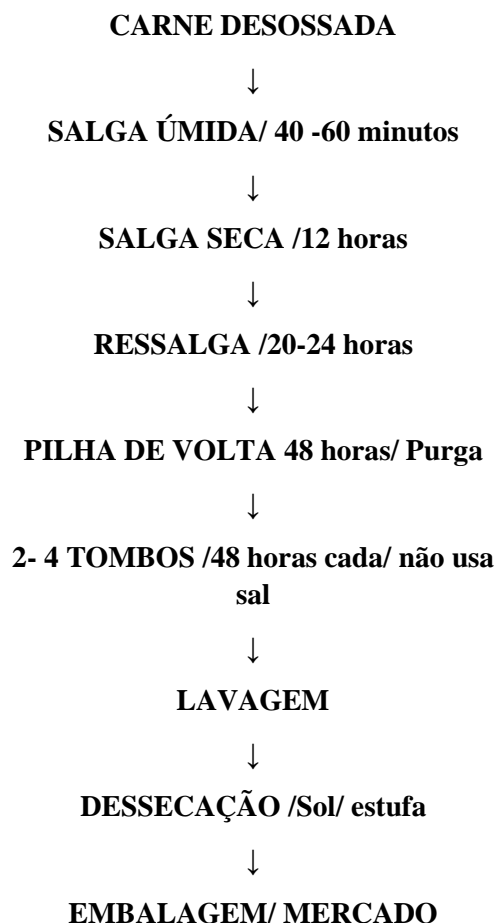 CARNE DESOSSADA
↓
SALGA ÚMIDA/ 40 -60 minutos
↓
SALGA SECA /12 horas
↓
RESSALGA /20-24 horas
↓
PILHA DE VOLTA 48 horas/ Purga
↓
2- 4 TOMBOS /48 horas cada/ não usa
sal
↓
LAVAGEM
↓
DESSECAÇÃO /Sol/ estufa
↓
EMBALAGEM/ MERCADO